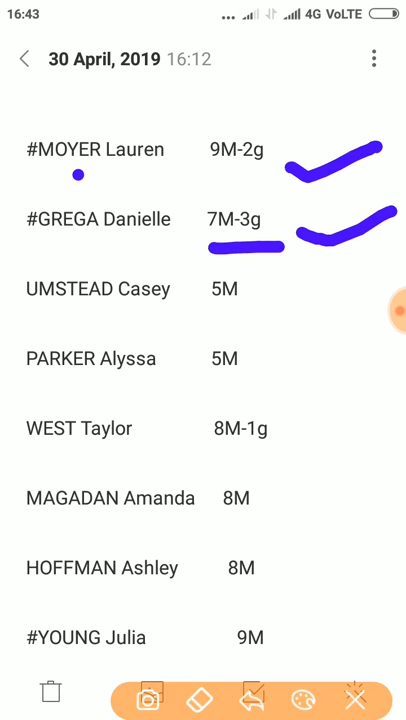 16:43 ... 4G VoLTE
30 April, 2019 16:12
#MOYER Lauren 9M-2g
#GREGA Danielle 7M-3g
UMSTEAD Casey 5M
PARKER Alyssa 5M
WEST Taylor 8M-1g
MAGADAN Amanda 8M
HOFFMAN Ashley 8M
#YOUNG Julia 9M